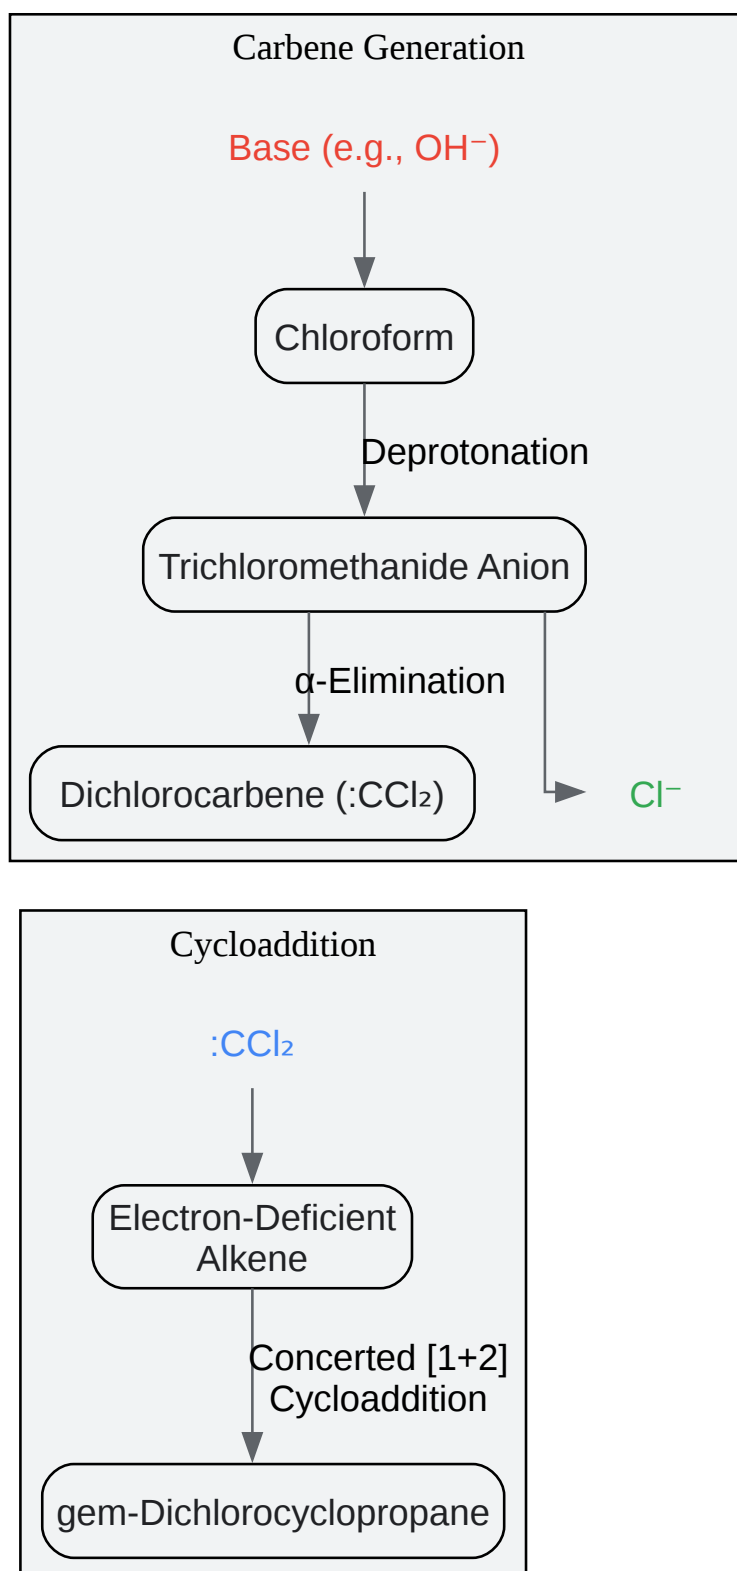 Carbene Generation
Base (e.g., OH⁻)
Chloroform
Deprotonation
Trichloromethanide Anion
α-Elimination
Dichlorocarbene (:CCl₂)
Cl⁻
Cycloaddition
:CCl₂
Electron-Deficient
Alkene
Concerted [1+2]
Cycloaddition
gem-Dichlorocyclopropane